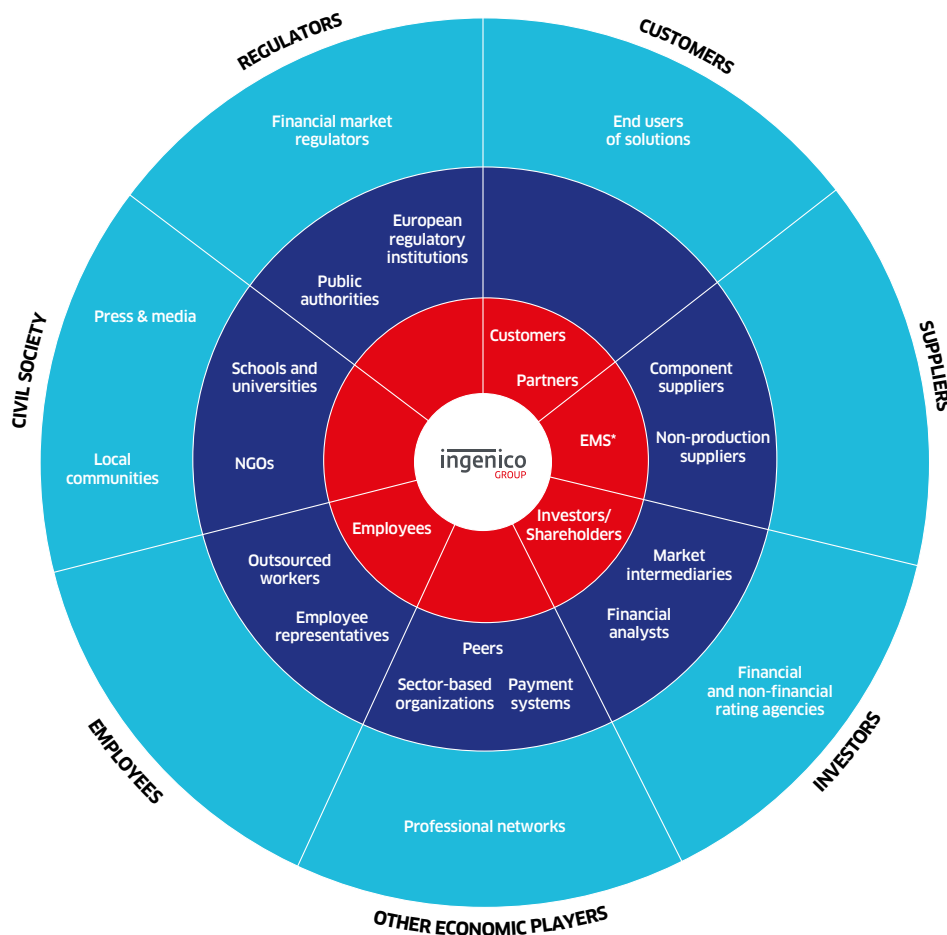 REGULATORS
CUSTOMERS
Financial market
regulators
End users
of solutions
European
regulatory
institutions
Public
authorities
CIVIL SOCIETY
Press & media
Schools and
universities
Customers
Partners
Component
suppliers
SUPPLIERS
Local
communities
NGOs
ingenico
GROUP
EMS*
Non-production
suppliers
Employees
Investors/
Shareholders
Outsourced
workers
Employee
representatives
Market
intermediaries
Financial
analysts
Peers
Sector-based
organizations
Payment
systems
Financial
and non-financial
rating agencies
EMPLOYEES
INVESTORS
Professional networks
OTHER ECONOMIC PLAYERS